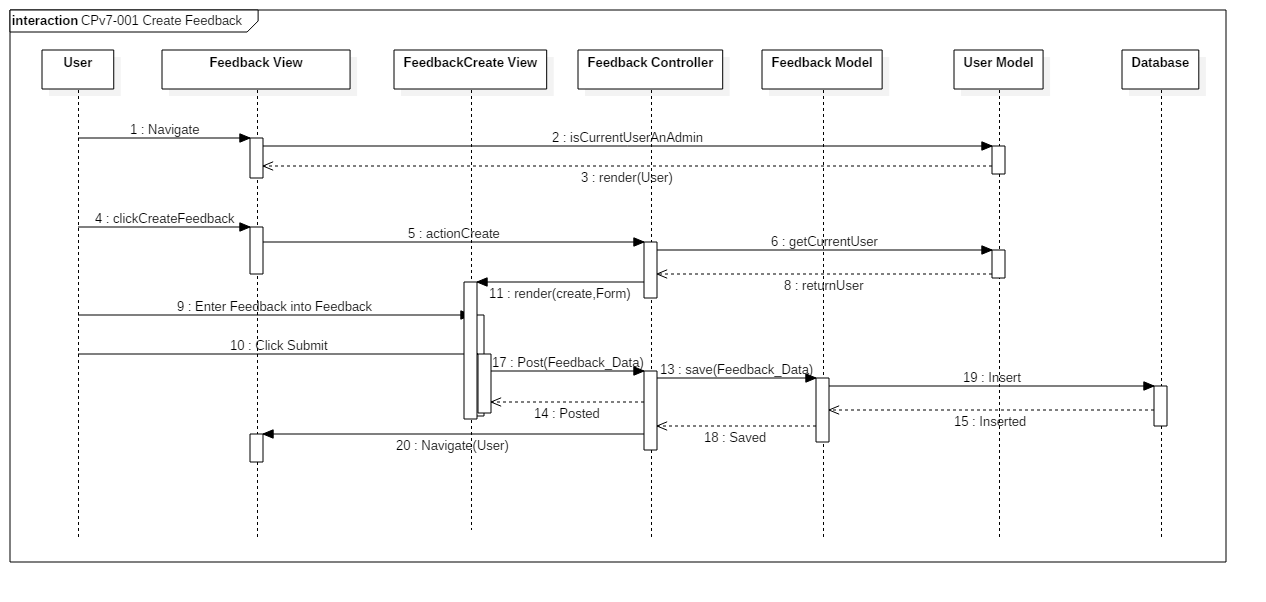 interaction CPv7-001 Create Feedback
User
Feedback View
FeedbackCreate View
Feedback Controller
Feedback Model
User Model
Database
1 : Navigate
2 : isCurrentUserAnAdmin
3 : render(User)
4 : clickCreateFeedback
5 : actionCreate
6 : getCurrentUser
8 : returnUser
11 : render(create,Form)
9 : Enter Feedback into Feedback
10 : Click Submit
17 : Post(Feedback_Data)
13 : save(Feedback_Data)
19 : Insert
14 : Posted
15 : Inserted
18 : Saved
20 : Navigate(User)